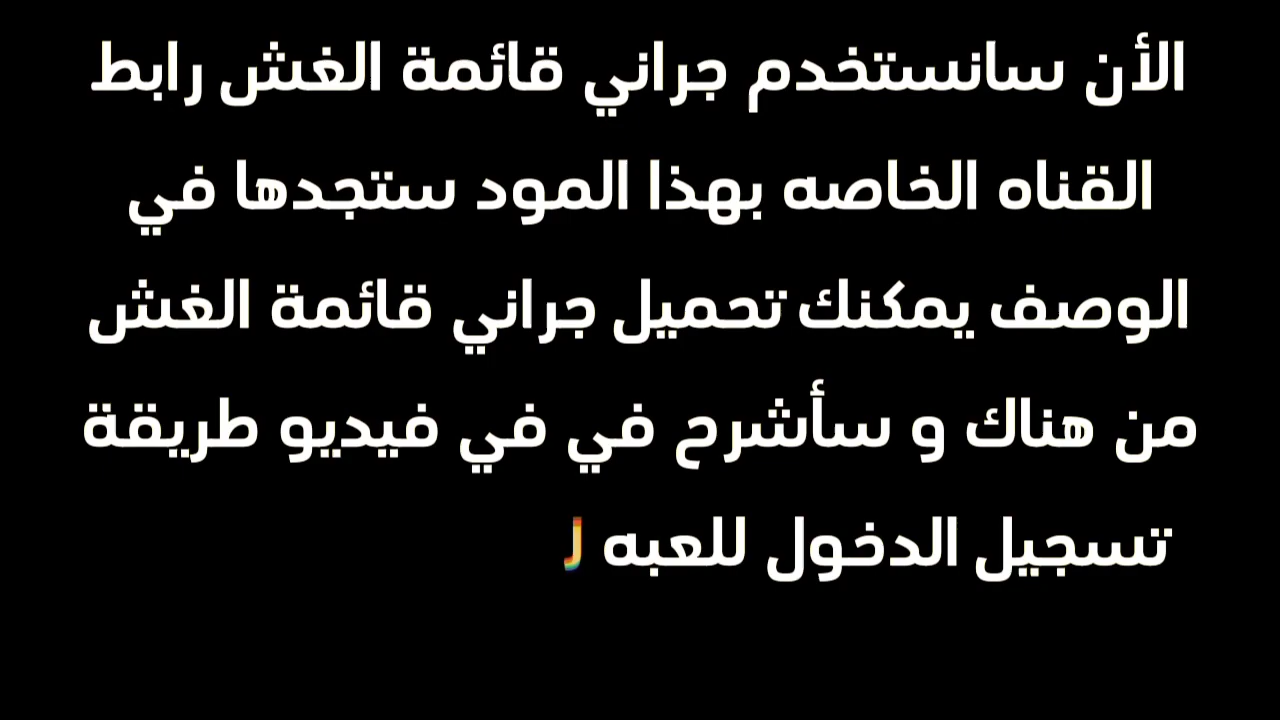 الأن سانستخدم جراني قائمة الغش رابط
القناه الخاصه بهذا المود ستجدها في
الوصف يمكنك تحميل جراني قائمة الغش
من هناك و سأشرح في في فيديو طريقة
تسجيل الدخول للعبه ل